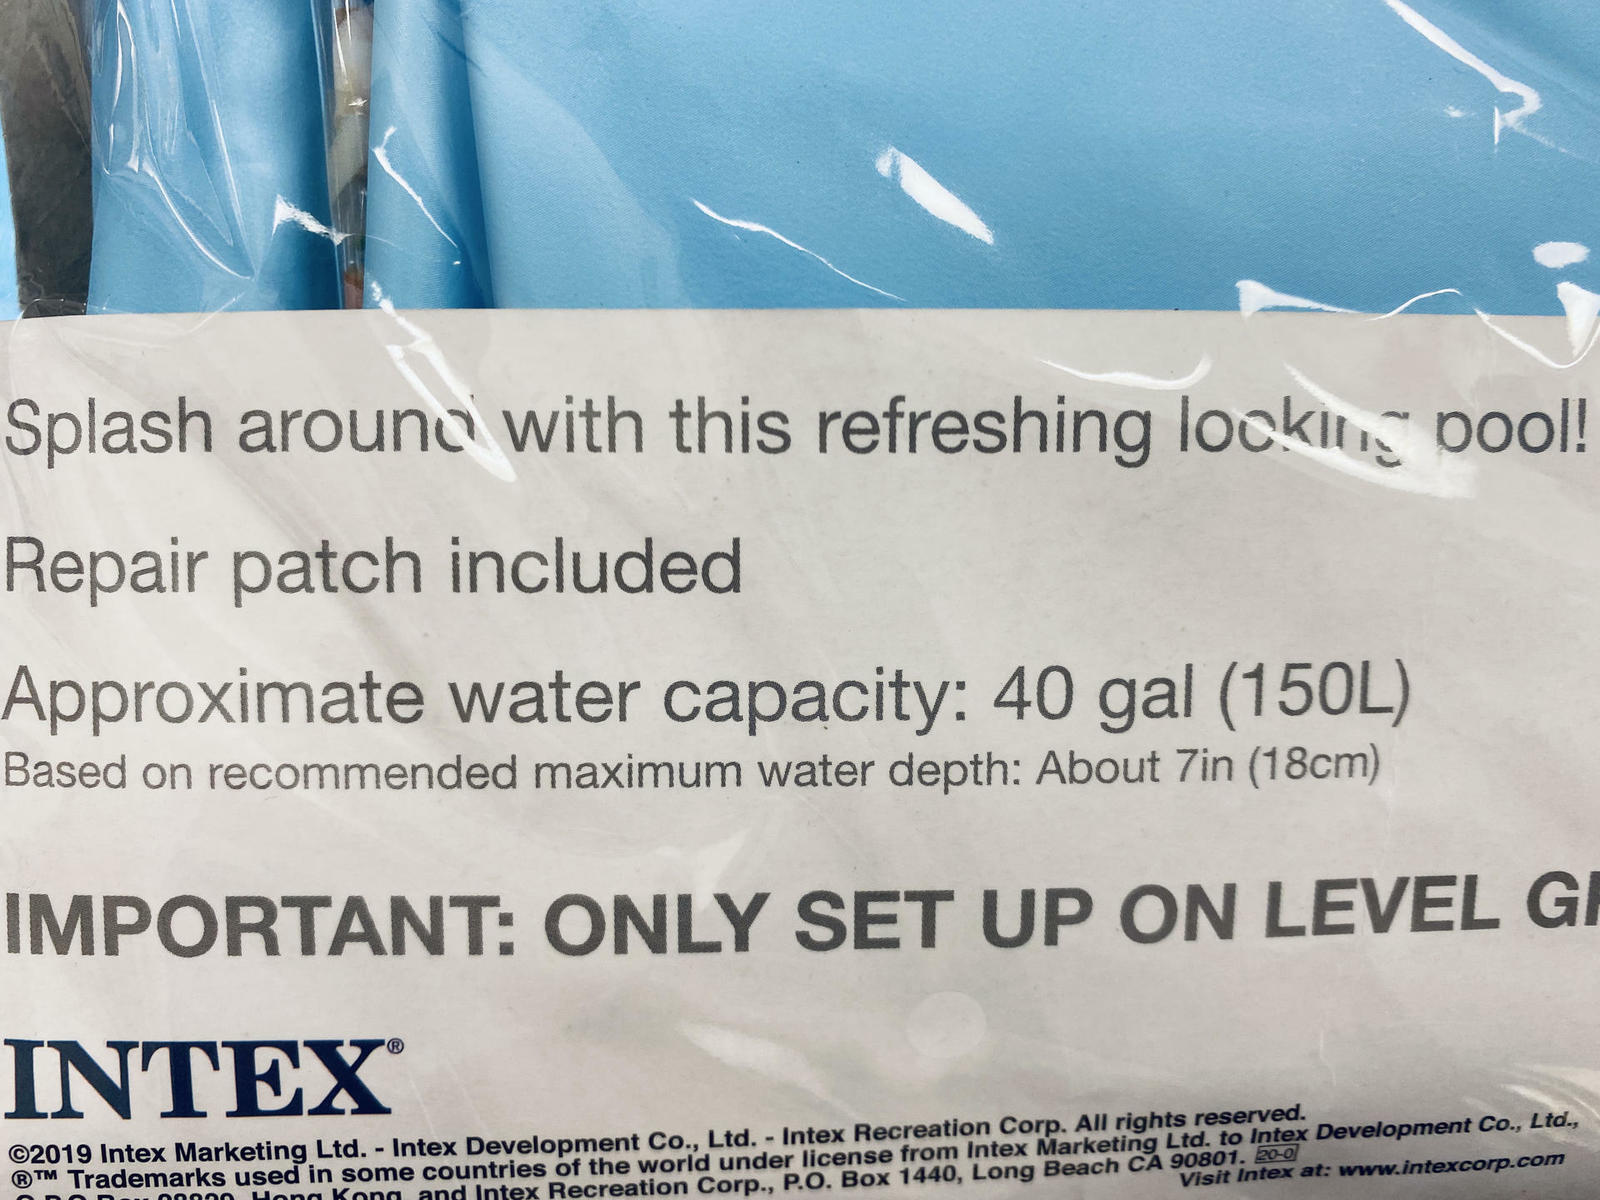 Splash around with this refreshing looking pool!
Repair patch included
Approximate water capacity: 40 gal (150L)
Based on recommended maximum water depth: About 7in (18cm)
IMPORTANT: ONLY SET UP ON LEVEL
INTEX®
©2019 Intex Marketing Ltd. - Intex Development Co., Ltd. - Intex Recreation Corp. All rights reserved.
®™ Trademarks used in some countries of the world under license from Intex Marketing Ltd. to Intex Development Co., Ltd.,
Hong Kong, and Intex Recreation Corp., P.O. Box 1440, Long Beach CA 90801. 20-0
Visit Intex at: www.intexcorp.com